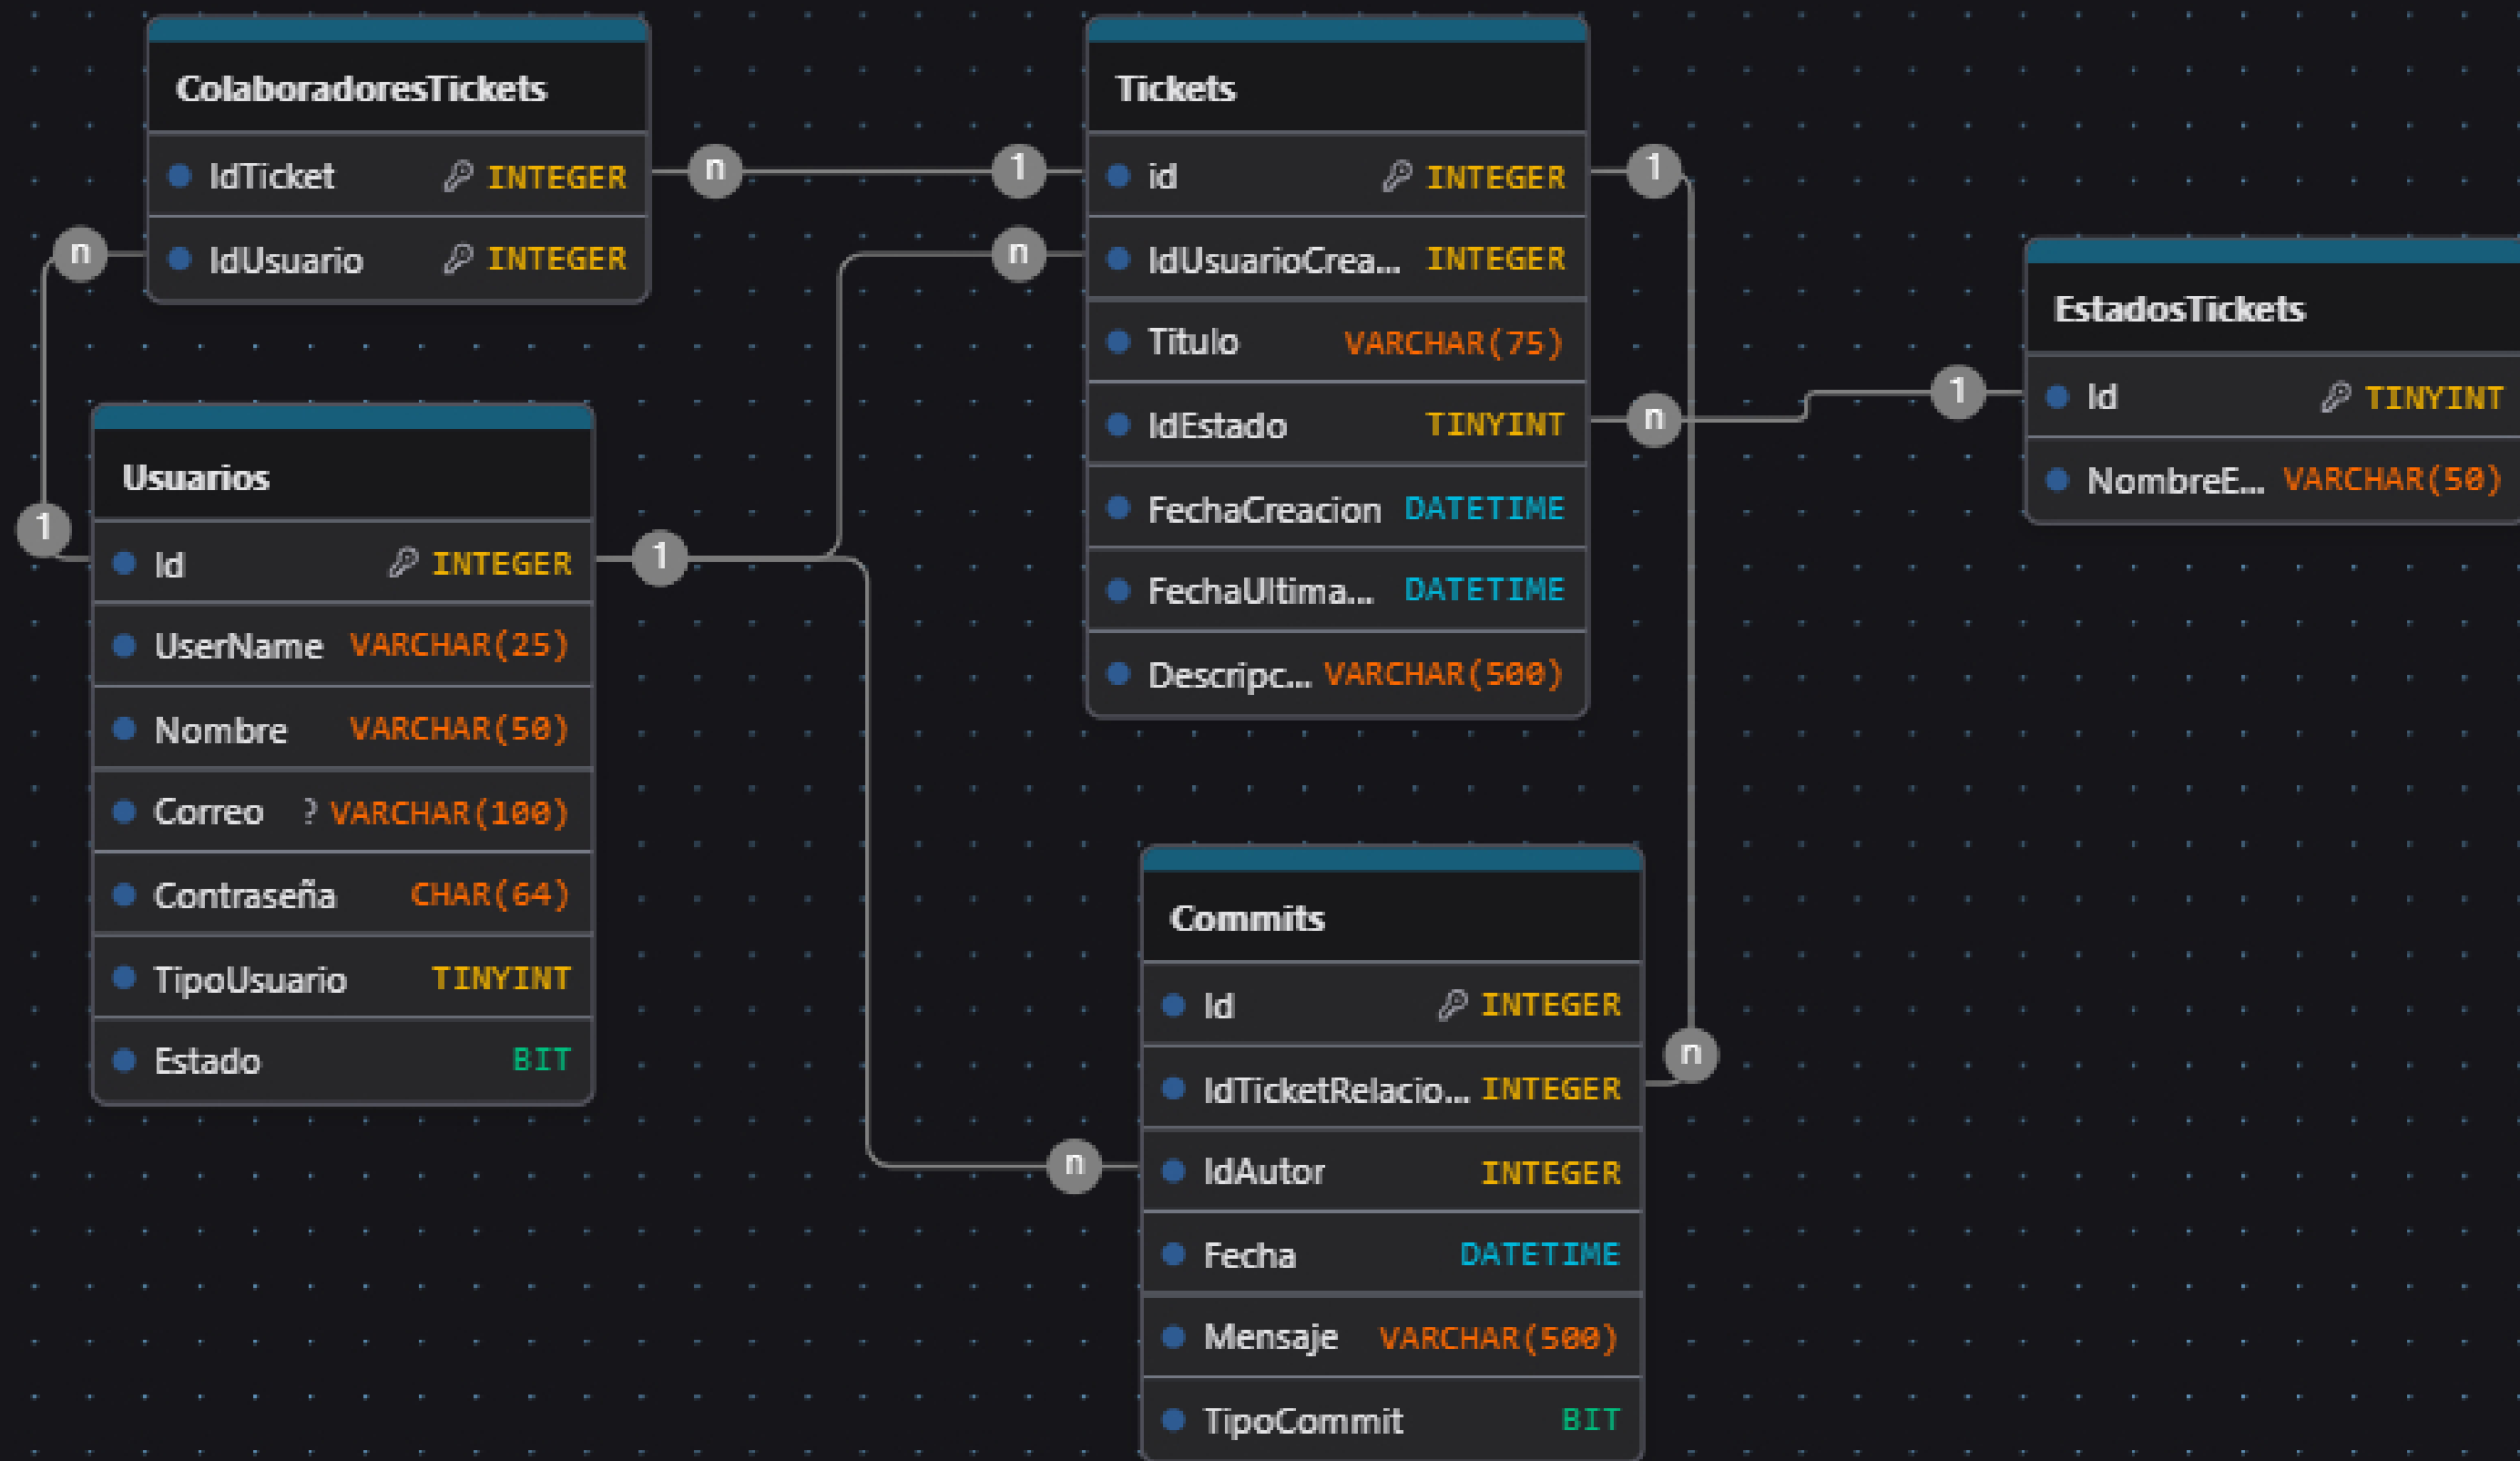 ColaboradoresTickets
IdTicket INTEGER
IdUsuario INTEGER
Usuarios
Id INTEGER
UserName VARCHAR(25)
Nombre VARCHAR(50)
Correo ? VARCHAR(100)
Contraseña CHAR(64)
TipoUsuario TINYINT
Estado BIT
Tickets
id INTEGER
IdUsuarioCrea... INTEGER
Titulo VARCHAR(75)
IdEstado TINYINT
FechaCreacion DATETIME
FechaUltima... DATETIME
Descripc... VARCHAR(500)
Commits
Id INTEGER
IdTicketRelacio... INTEGER
IdAutor INTEGER
Fecha DATETIME
Mensaje VARCHAR(500)
TipoCommit BIT
EstadosTickets
Id TINYINT
NombreE... VARCHAR(50)
n
1
n
1
n
1
n
1
n
1
n